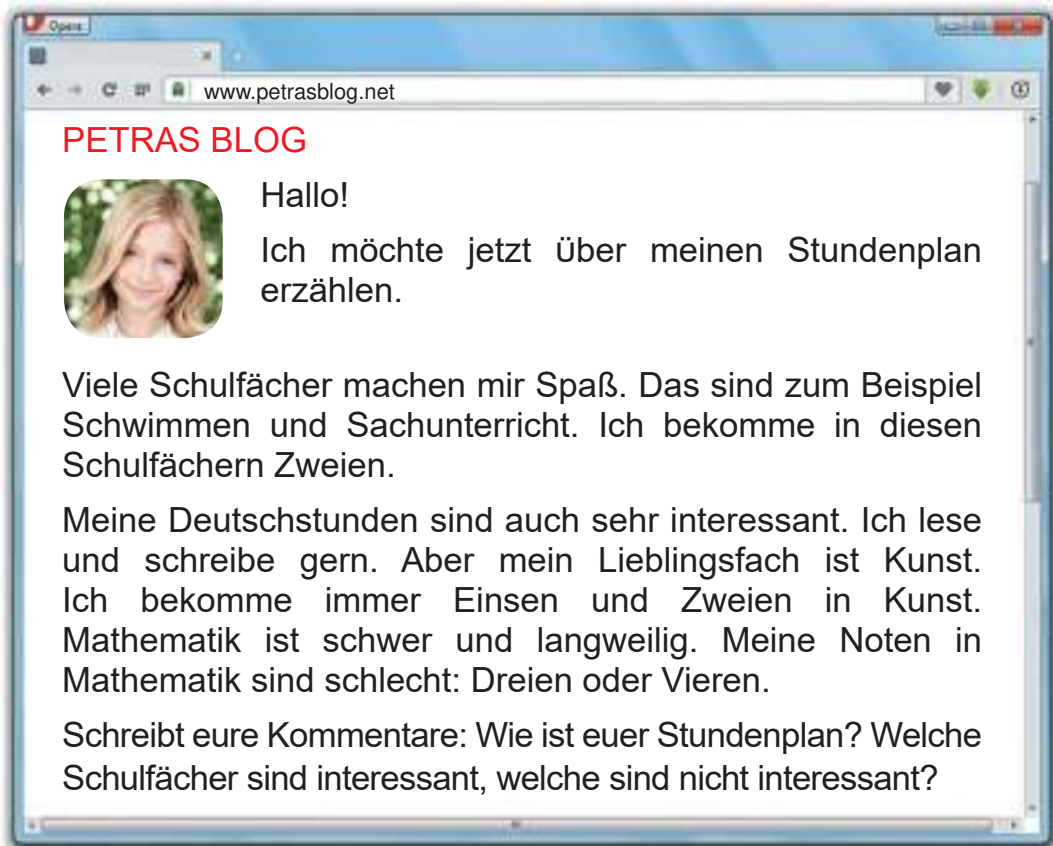 Opera
www.petrasblog.net
PETRAS BLOG
Hallo!
Ich möchte jetzt über meinen Stundenplan
erzählen.
Viele Schulfächer machen mir Spaß. Das sind zum Beispiel
Schwimmen und Sachunterricht. Ich bekomme in diesen
Schulfächern Zweien.
Meine Deutschstunden sind auch sehr interessant. Ich lese
und schreibe gern. Aber mein Lieblingsfach ist Kunst.
Ich bekomme immer Einsen und Zweien in Kunst.
Mathematik ist schwer und langweilig. Meine Noten in
Mathematik sind schlecht: Dreien oder Vieren.
Schreibt eure Kommentare: Wie ist euer Stundenplan? Welche
Schulfächer sind interessant, welche sind nicht interessant?